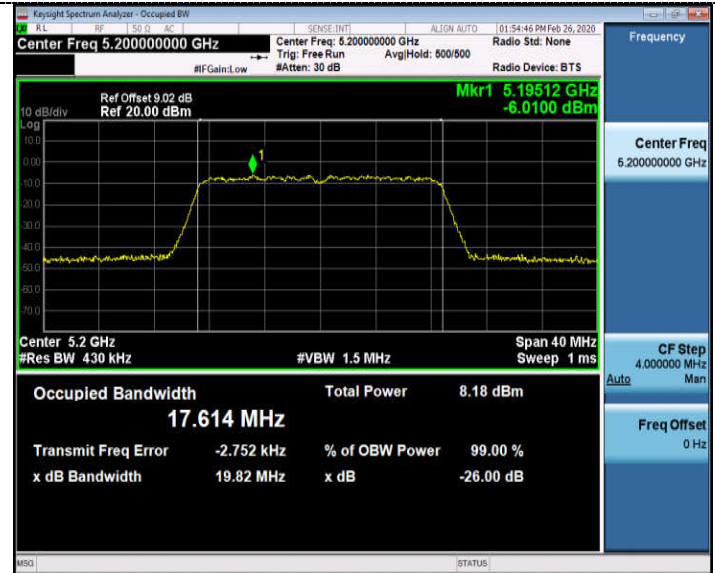 Keysight Spectrum Analyzer - Occupied BW
RL RF 50 Ω AC SENSE:INT ALIGN AUTO 01:54:46 PM Feb 26, 2020
Center Freq 5.200000000 GHz
Center Freq: 5.200000000 GHz Radio Std: None
Trig: Free Run Avg|Hold: 500/500
#IFGain:Low #Atten: 30 dB Radio Device: BTS
Frequency
Ref Offset 9.02 dB Mkr1 5.19512 GHz
10 dB/div Ref 20.00 dBm -6.0100 dBm
Log
10.0
0.00
-10.0
-20.0
-30.0
-40.0
-50.0
-60.0
-70.0
1
Center 5.2 GHz Span 40 MHz
#Res BW 430 kHz #VBW 1.5 MHz Sweep 1 ms
Center Freq
5.200000000 GHz
CF Step
4.000000 MHz
Auto Man
Freq Offset
0 Hz
Occupied Bandwidth Total Power 8.18 dBm
17.614 MHz
Transmit Freq Error -2.752 kHz % of OBW Power 99.00 %
x dB Bandwidth 19.82 MHz x dB -26.00 dB
MSG STATUS